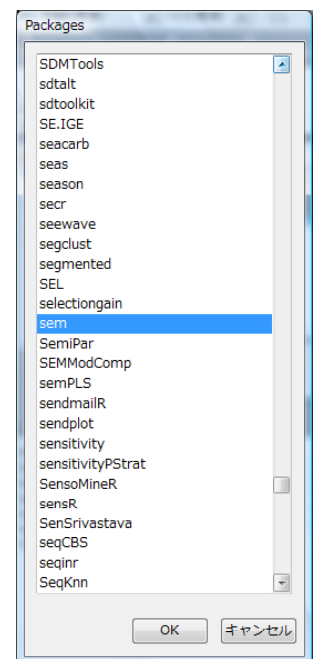 Packages
SDMTools
sdtalt
sdtoolkit
SE.IGE
seacarb
seas
season
secr
seewave
segclust
segmented
SEL
selectiongain
sem
SemiPar
SEMModComp
semPLS
sendmailR
sendplot
sensitivity
sensitivityPStrat
SensoMineR
sensR
SenSrivastava
seqCBS
seqinr
SeqKnn
OK キャンセル